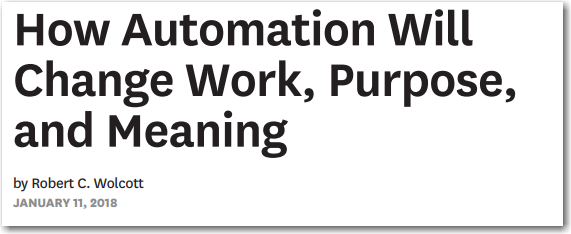 How Automation Will
Change Work, Purpose,
and Meaning
by Robert C. Wolcott
JANUARY 11, 2018